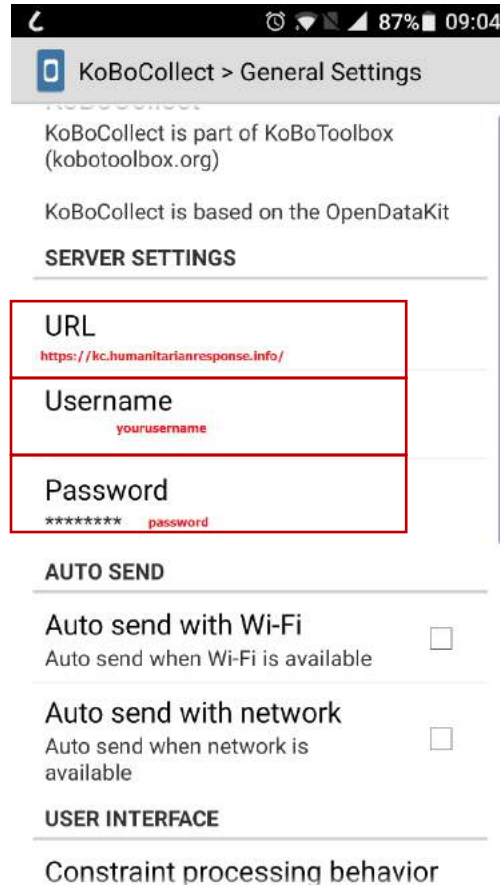 87% 09:04
KoBoCollect > General Settings
KoBoCollect
KoBoCollect is part of KoBoToolbox
(kobotoolbox.org)
KoBoCollect is based on the OpenDataKit
SERVER SETTINGS
URL
https://kc.humanitarianresponse.info/
Username
yourusername
Password
******** password
AUTO SEND
Auto send with Wi-Fi
Auto send when Wi-Fi is available
Auto send with network
Auto send when network is
available
USER INTERFACE
Constraint processing behavior